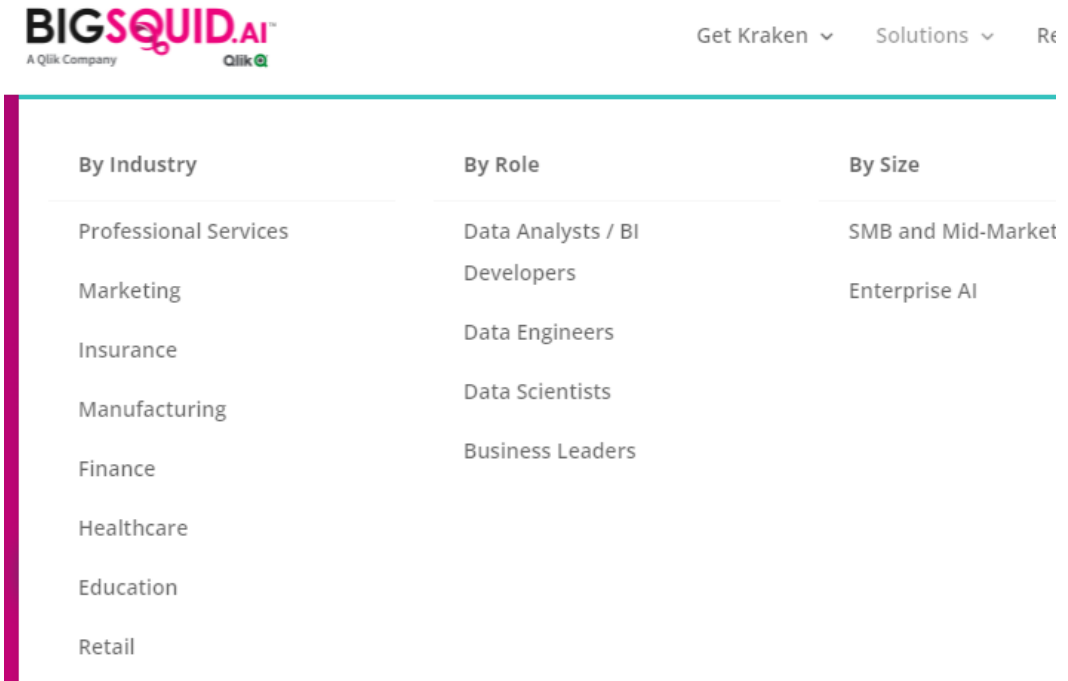 BIGSQUID.AI™
A Qlik Company Qlik
Get Kraken Solutions Re
By Industry
Professional Services
Marketing
Insurance
Manufacturing
Finance
Healthcare
Education
Retail
By Role
Data Analysts / BI
Developers
Data Engineers
Data Scientists
Business Leaders
By Size
SMB and Mid-Market
Enterprise AI